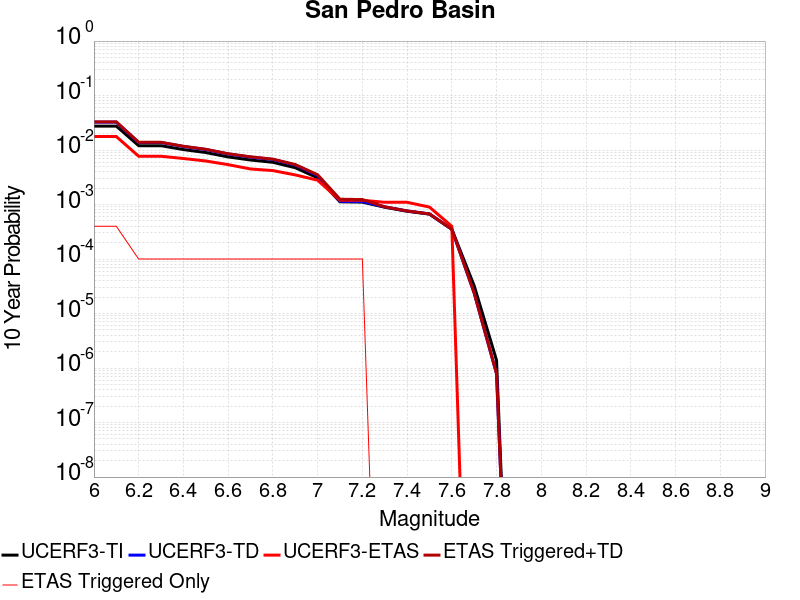 San Pedro Basin
10^0
10^-1
10^-2
10^-3
10^-4
10^-5
10^-6
10^-7
10^-8
10 Year Probability
6 6.2 6.4 6.6 6.8 7 7.2 7.4 7.6 7.8 8 8.2 8.4 8.6 8.8 9
Magnitude
UCERF3-TI UCERF3-TD UCERF3-ETAS ETAS Triggered+TD
ETAS Triggered Only